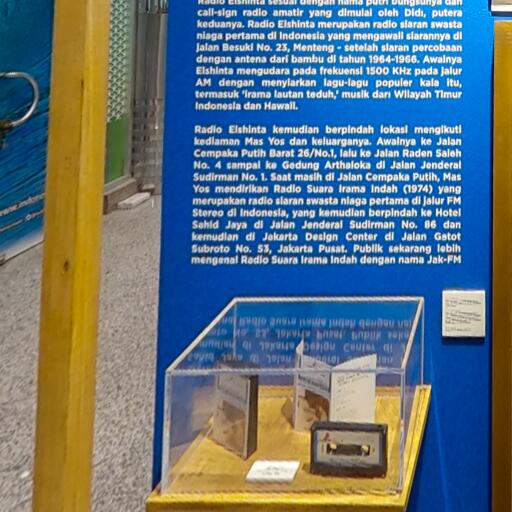 Radio Elshinta sesuai dengan nama putri bungsunya dan
call-sign radio amatir yang dimulai oleh Didi, putera
keduanya. Radio Elshinta merupakan radio siaran swasta
niaga pertama di Indonesia yang mengawali siarannya di
Jalan Besuki No. 23, Menteng - setelah siaran percobaan
dengan antena dari bambu di tahun 1964-1966. Awalnya
Elshinta mengudara pada frekuensi 1500 KHz pada jalur
AM dengan menyiarkan lagu-lagu populer kala itu,
termasuk 'irama lautan teduh,' musik dari Wilayah Timur
Indonesia dan Hawaii.
Radio Elshinta kemudian berpindah lokasi mengikuti
kediaman Mas Yos dan keluarganya. Awalnya ke Jalan
Cempaka Putih Barat 26/No.1, lalu ke Jalan Raden Saleh
No. 4 sampai ke Gedung Arthaloka di Jalan Jenderal
Sudirman No. 1. Saat masih di Jalan Cempaka Putih, Mas
Yos mendirikan Radio Suara Irama Indah (1974) yang
merupakan radio siaran swasta niaga pertama di jalur FM
Stereo di Indonesia, yang kemudian berpindah ke Hotel
Sahid Jaya di Jalan Jenderal Sudirman No. 86 dan
kemudian di Jakarta Design Center di Jalan Gatot
Subroto No. 53, Jakarta Pusat. Publik sekarang lebih
mengenal Radio Suara Irama Indah dengan nama Jak-FM